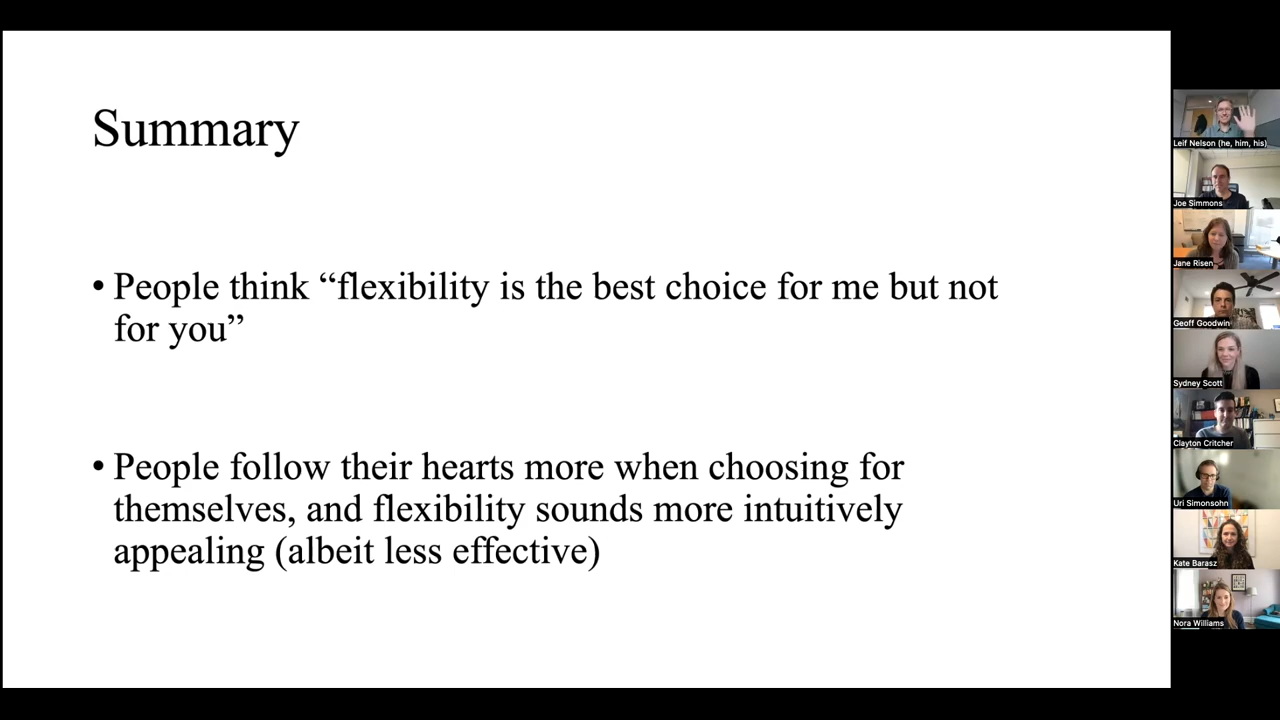 Summary
• People think “flexibility is the best choice for me but not
for you”
• People follow their hearts more when choosing for
themselves, and flexibility sounds more intuitively
appealing (albeit less effective)
Leif Nelson (he, him, his)
Joe Simmons
Jane Risen
Geoff Goodwin
Sydney Scott
Clayton Critcher
Uri Simonsohn
Kate Barasz
Nora Williams